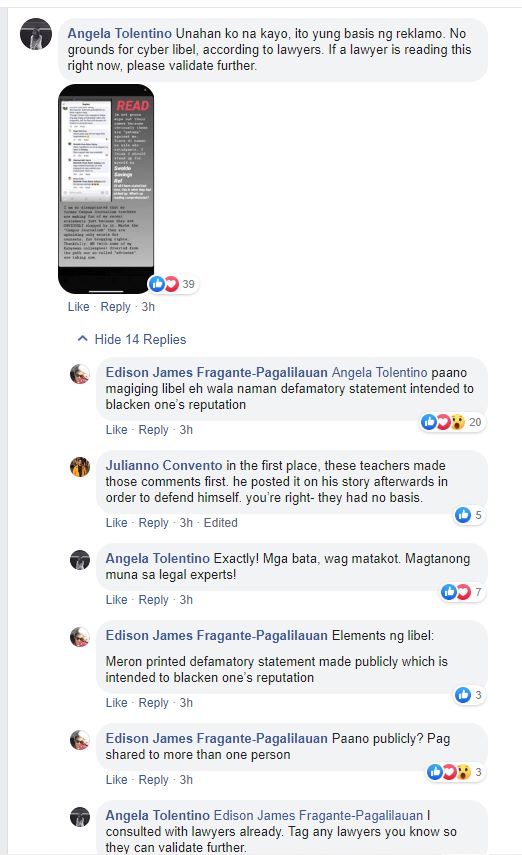 Angela Tolentino Unahan ko na kayo, ito yung basis ng reklamo. No
grounds for cyber libel, according to lawyers. If a lawyer is reading this
right now, please validate further.
READ
39
Like · Reply · 3h
Hide 14 Replies
Edison James Fragante-Pagalilauan Angela Tolentino paano
magiging libel eh wala naman defamatory statement intended to
blacken one's reputation
20
Like · Reply · 3h
Julianno Convento in the first place, these teachers made
those comments first. he posted it on his story afterwards in
order to defend himself. you're right- they had no basis.
5
Like · Reply · 3h · Edited
Angela Tolentino Exactly! Mga bata, wag matakot. Magtanong
muna sa legal experts!
7
Like · Reply · 3h
Edison James Fragante-Pagalilauan Elements ng libel:
Meron printed defamatory statement made publicly which is
intended to blacken one's reputation
3
Like · Reply · 3h
Edison James Fragante-Pagalilauan Paano publicly? Pag
shared to more than one person
3
Like · Reply · 3h
Angela Tolentino Edison James Fragante-Pagalilauan I
consulted with lawyers already. Tag any lawyers you know so
they can validate further.